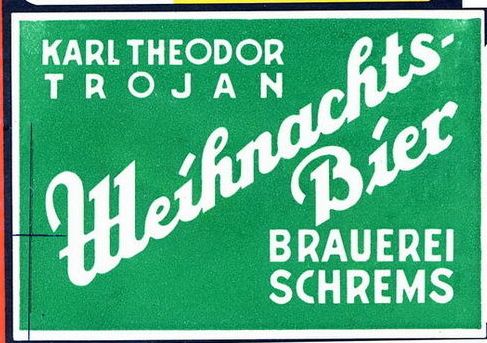 KARL THEODOR
TROJAN
Weihnachts-
Bier
BRAUEREI
SCHREMS